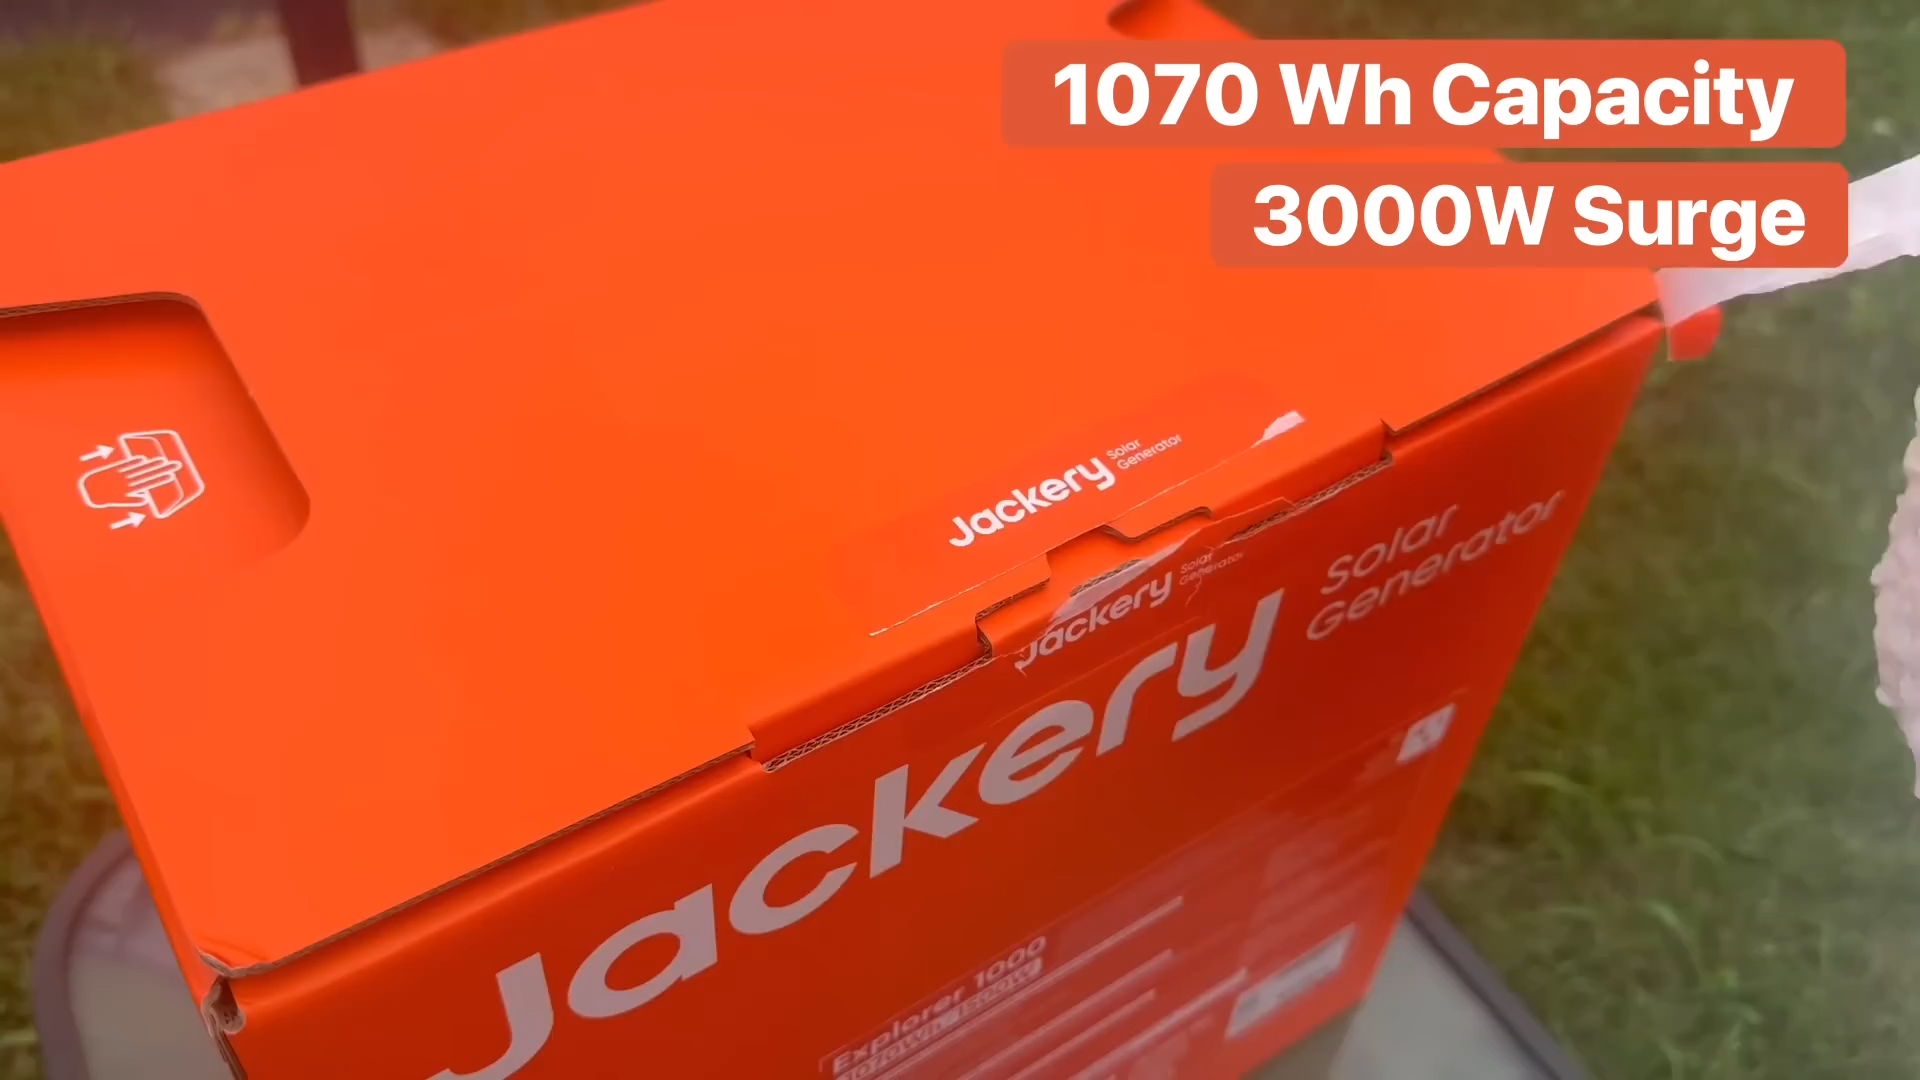 1070 Wh Capacity
3000W Surge
Jackery Solar Generator
Jackery Solar Generator
Jackery Solar Generator
Explorer 1000